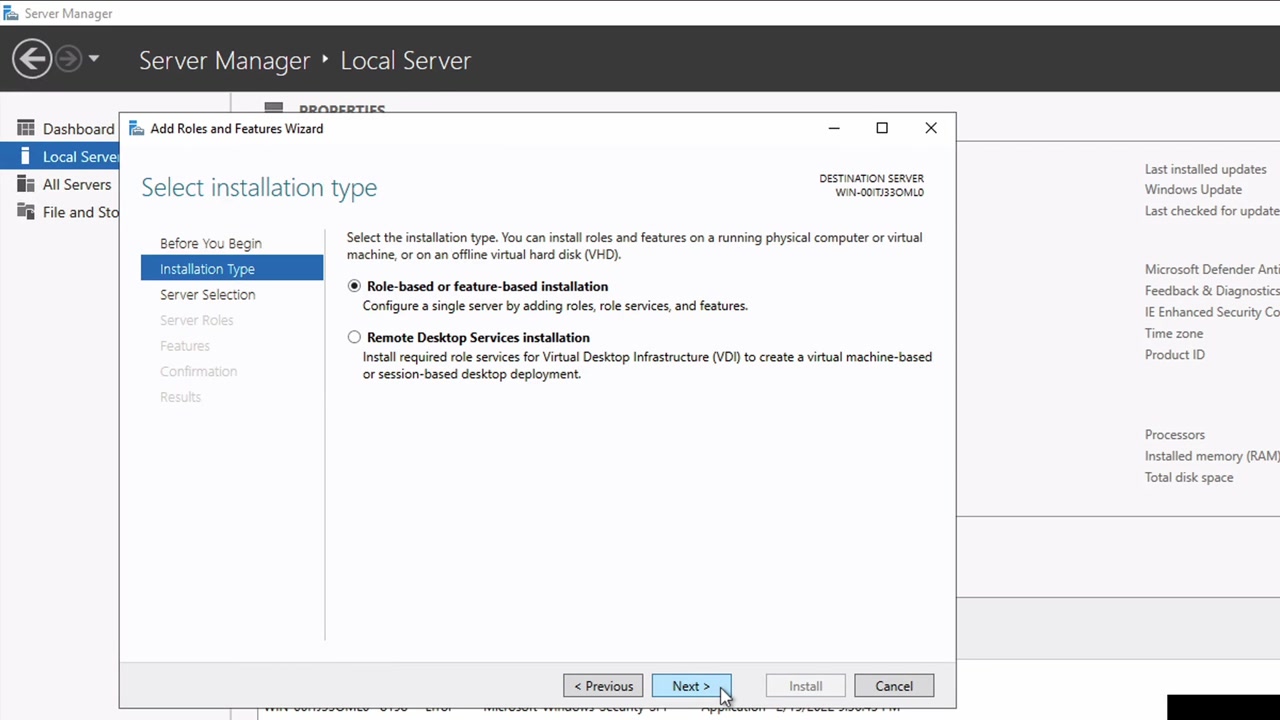 Server Manager
Server Manager ‣ Local Server
PROPERTIES
Dashboard
Local Server
All Servers
File and Sto
Add Roles and Features Wizard
Select installation type
DESTINATION SERVER
WIN-00ITJ33OML0
Before You Begin
Installation Type
Server Selection
Server Roles
Features
Confirmation
Results
Select the installation type. You can install roles and features on a running physical computer or virtual
machine, or on an offline virtual hard disk (VHD).
Role-based or feature-based installation
Configure a single server by adding roles, role services, and features.
Remote Desktop Services installation
Install required role services for Virtual Desktop Infrastructure (VDI) to create a virtual machine-based
or session-based desktop deployment.
< Previous
Next >
Install
Cancel
Last installed updates
Windows Update
Last checked for update
Microsoft Defender Anti
Feedback & Diagnostics
IE Enhanced Security Co
Time zone
Product ID
Processors
Installed memory (RAM)
Total disk space